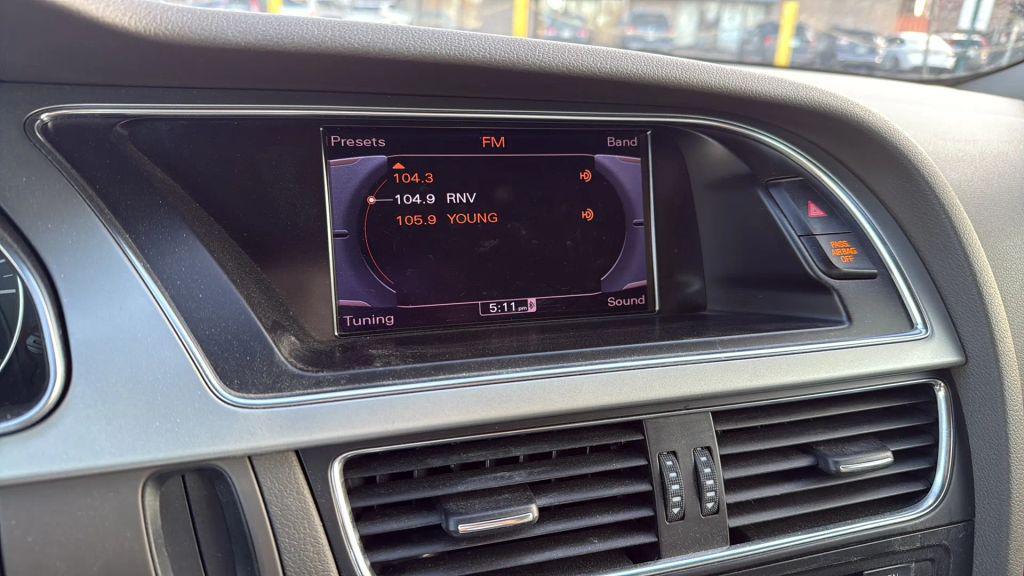 Presets FM Band
104.3
104.9 RNV
105.9 YOUNG
5:11 pm
Tuning Sound
PASS.
AIRBAG
OFF